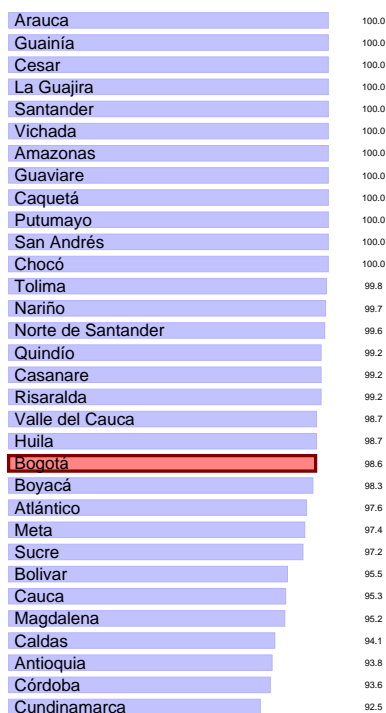 Arauca 100.0
Guainía 100.0
Cesar 100.0
La Guajira 100.0
Santander 100.0
Vichada 100.0
Amazonas 100.0
Guaviare 100.0
Caquetá 100.0
Putumayo 100.0
San Andrés 100.0
Chocó 100.0
Tolima 99.8
Nariño 99.7
Norte de Santander 99.6
Quindío 99.2
Casanare 99.2
Risaralda 99.2
Valle del Cauca 98.7
Huila 98.7
Bogotá 98.6
Boyacá 98.3
Atlántico 97.6
Meta 97.4
Sucre 97.2
Bolivar 95.5
Cauca 95.3
Magdalena 95.2
Caldas 94.1
Antioquia 93.8
Córdoba 93.6
Cundinamarca 92.5